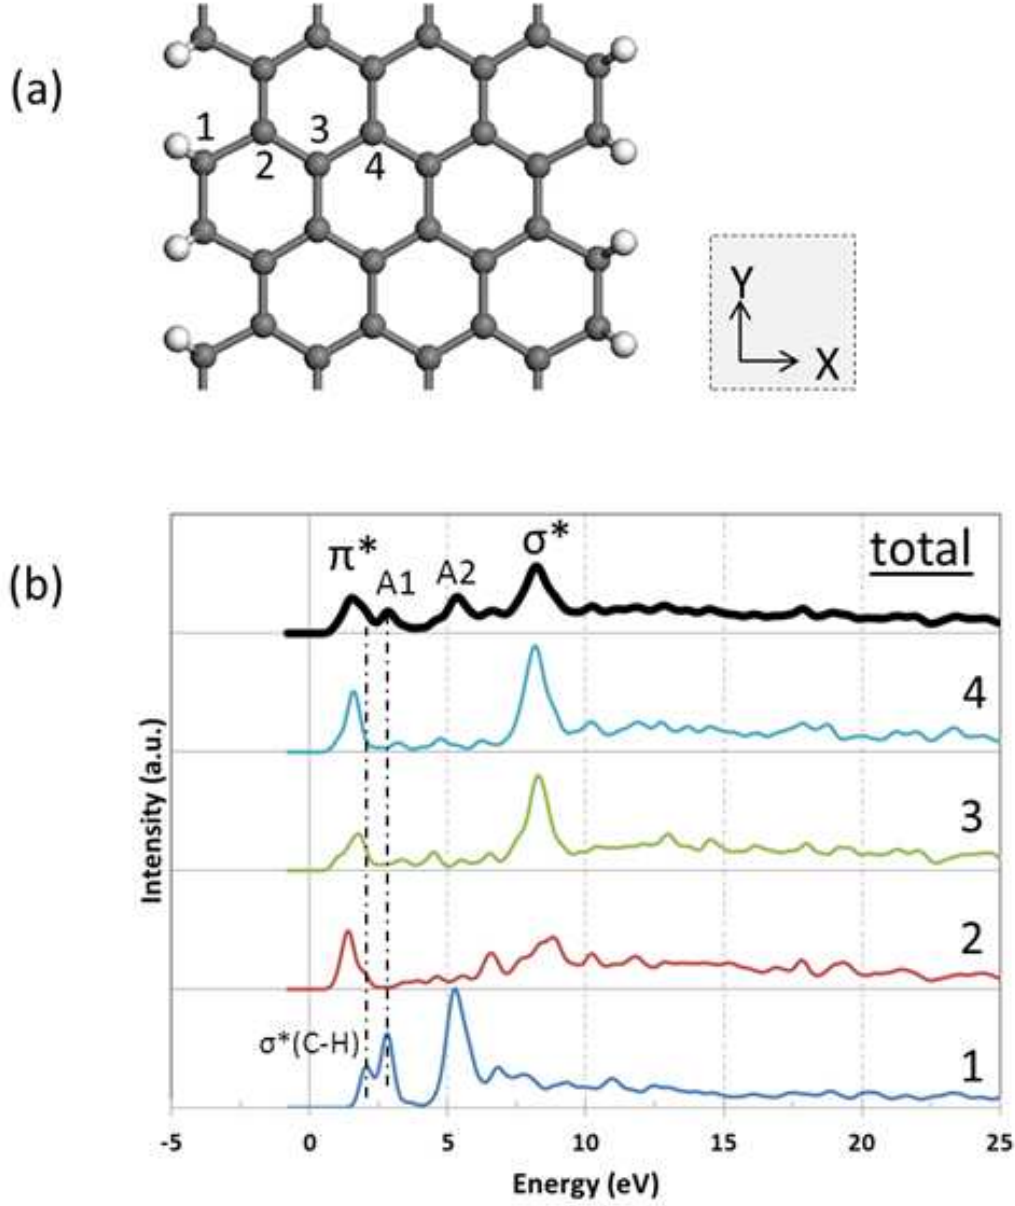 (a)
1
3
2
4
Y
X
(b)
total
π*
A1
A2
σ*
4
3
2
σ*(C-H)
1
Intensity (a.u.)
-5 0 5 10 15 20 25
Energy (eV)